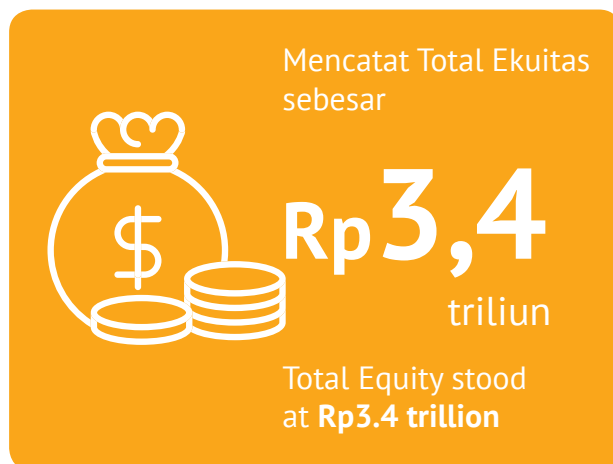 Mencatat Total Ekuitas
sebesar
Rp3,4
triliun
Total Equity stood
at Rp3.4 trillion